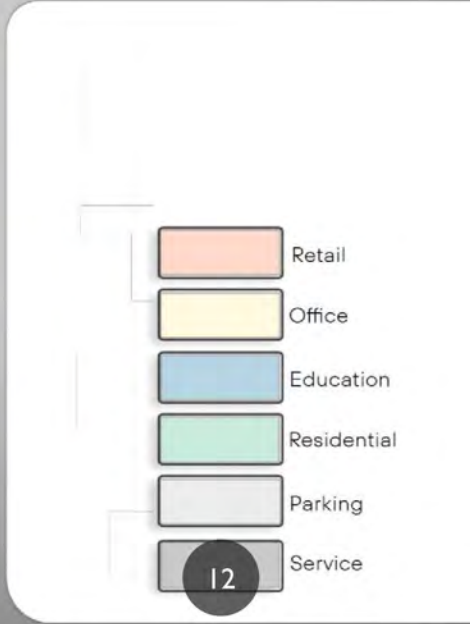 Retail
Office
Education
Residential
Parking
Service
12